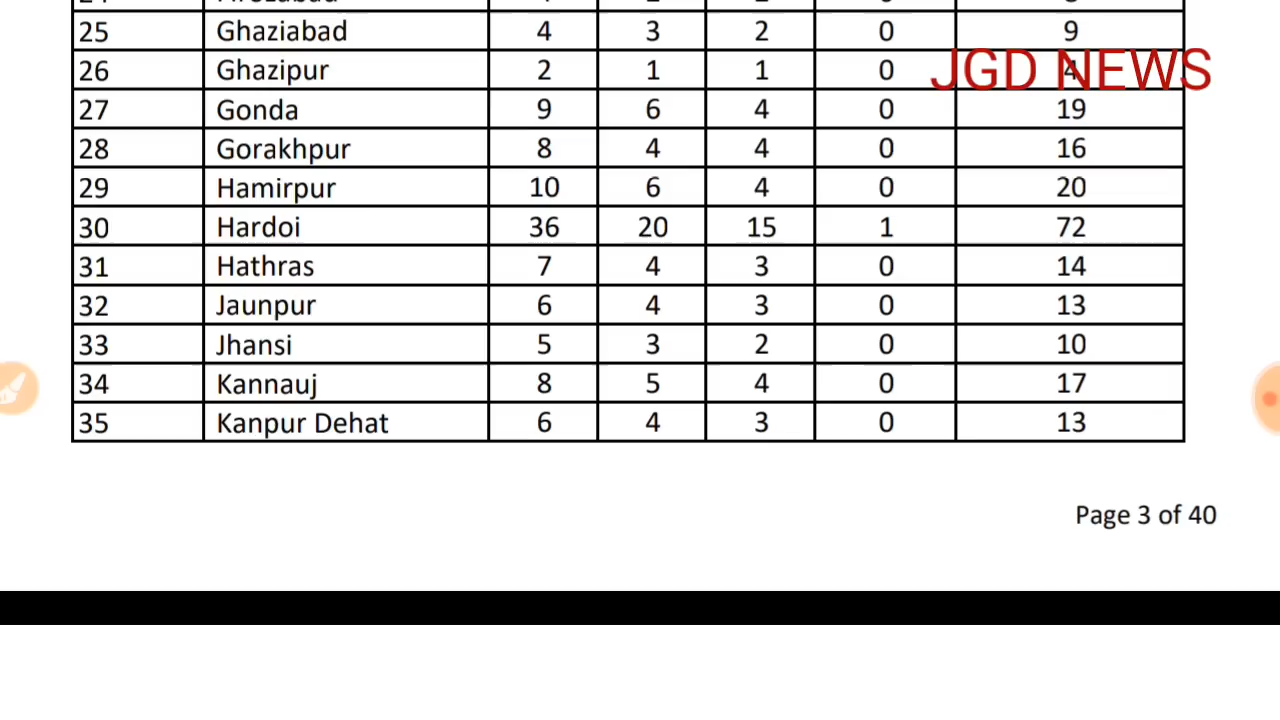 25 Ghaziabad 4 3 2 0 9
JGD NEWS
26 Ghazipur 2 1 1 0 4
27 Gonda 9 6 4 0 19
28 Gorakhpur 8 4 4 0 16
29 Hamirpur 10 6 4 0 20
30 Hardoi 36 20 15 1 72
31 Hathras 7 4 3 0 14
32 Jaunpur 6 4 3 0 13
33 Jhansi 5 3 2 0 10
34 Kannauj 8 5 4 0 17
35 Kanpur Dehat 6 4 3 0 13
Page 3 of 40